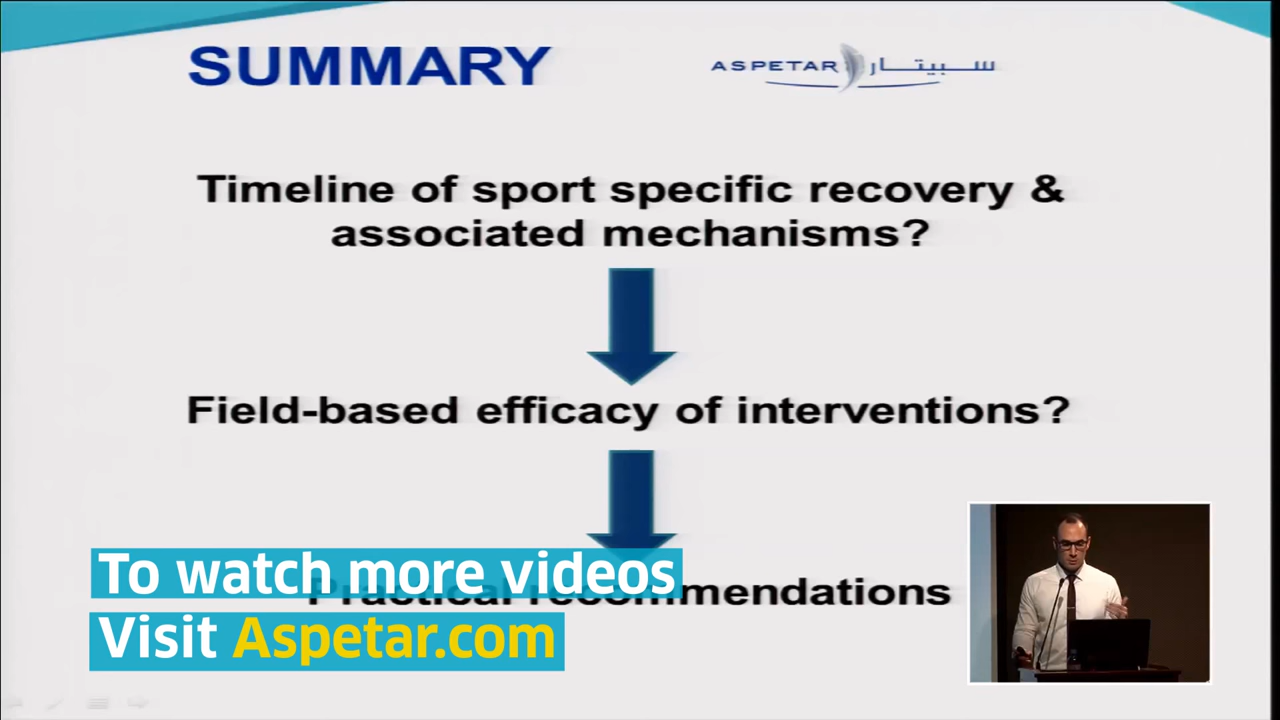 SUMMARY
ASPETAR سبيتار
Timeline of sport specific recovery &
associated mechanisms?
Field-based efficacy of interventions?
Practical recommendations
To watch more videos
Visit Aspetar.com